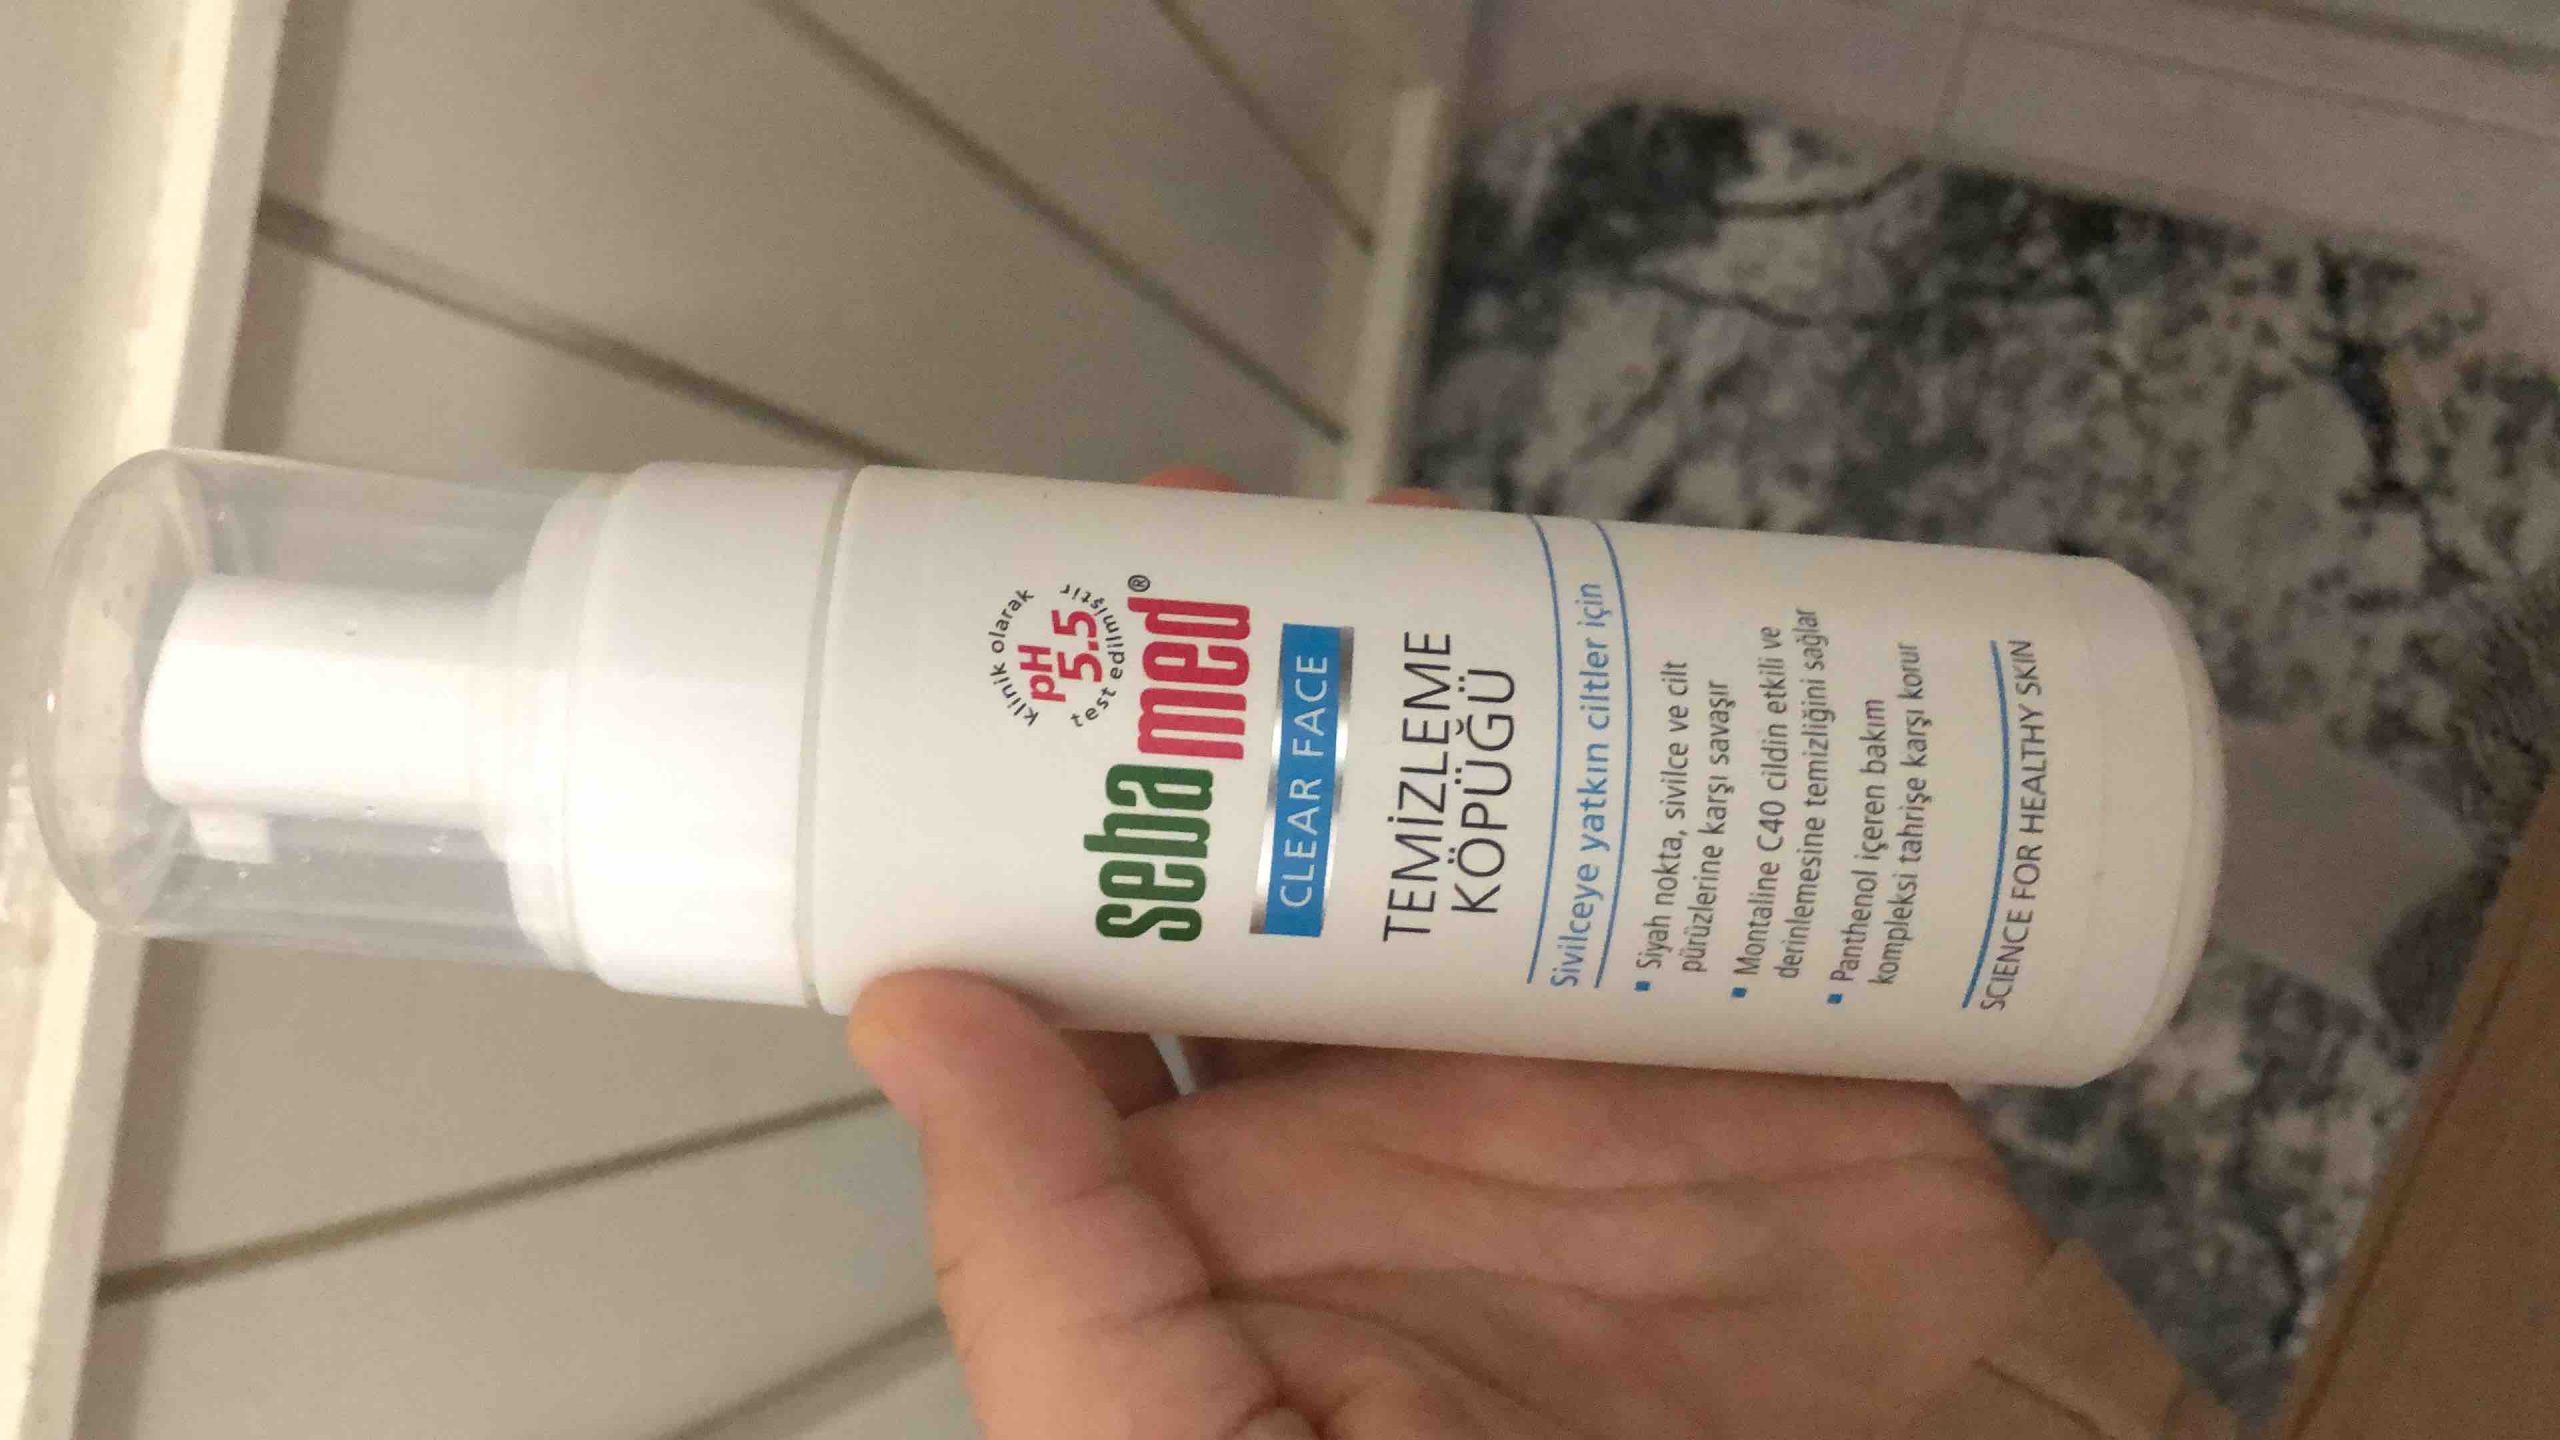 klinik olarak
pH
5.5
test edilmiştir
sebamed®
CLEAR FACE
TEMİZLEME
KÖPÜĞÜ
Sivilceye yatkın ciltler için
▪ Siyah nokta, sivilce ve cilt
pürüzlerine karşı savaşır
▪ Montaline C40 cildin etkili ve
derinlemesine temizliğini sağlar
▪ Panthenol içeren bakım
kompleksi tahrişe karşı korur
SCIENCE FOR HEALTHY SKIN